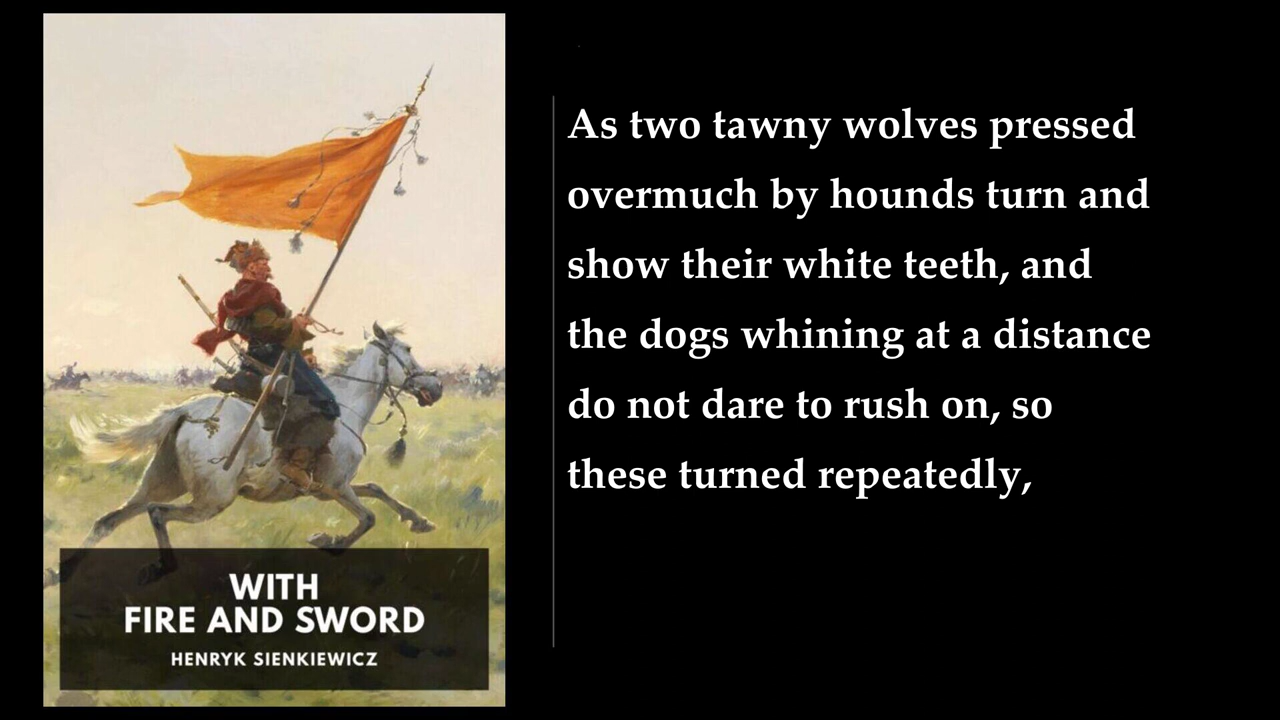 WITH
FIRE AND SWORD
HENRYK SIENKIEWICZ
As two tawny wolves pressed
overmuch by hounds turn and
show their white teeth, and
the dogs whining at a distance
do not dare to rush on, so
these turned repeatedly,